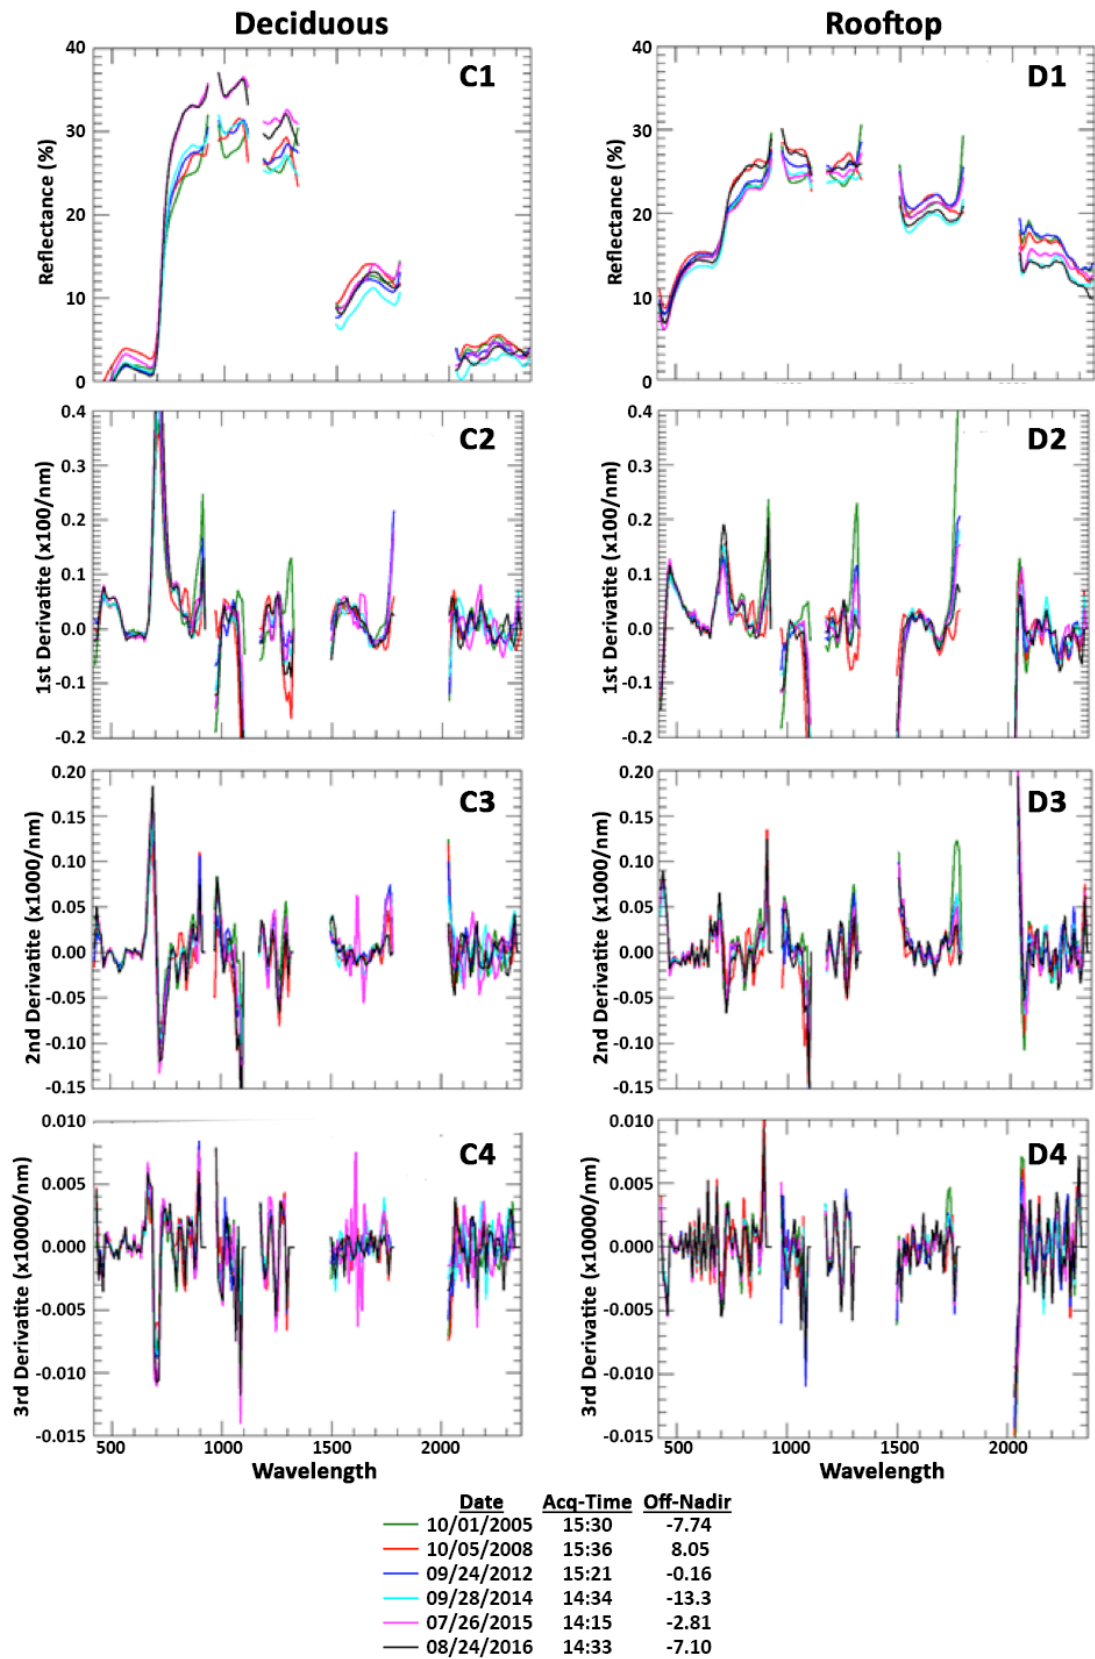 Deciduous
Rooftop
C1
D1
Reflectance (%)
40
30
20
10
0
Reflectance (%)
40
30
20
10
0
C2
D2
1st Derivatite (x100/nm)
0.4
0.3
0.2
0.1
0.0
-0.1
-0.2
1st Derivatite (x100/nm)
0.4
0.3
0.2
0.1
0.0
-0.1
-0.2
C3
D3
2nd Derivatite (x1000/nm)
0.20
0.15
0.10
0.05
0.00
-0.05
-0.10
-0.15
2nd Derivatite (x1000/nm)
0.20
0.15
0.10
0.05
0.00
-0.05
-0.10
-0.15
C4
D4
3rd Derivatite (x10000/nm)
0.010
0.005
0.000
-0.005
-0.010
-0.015
3rd Derivatite (x10000/nm)
0.010
0.005
0.000
-0.005
-0.010
-0.015
500 1000 1500 2000
500 1000 1500 2000
Wavelength
Wavelength
Date Acq-Time Off-Nadir
10/01/2005 15:30 -7.74
10/05/2008 15:36 8.05
09/24/2012 15:21 -0.16
09/28/2014 14:34 -13.3
07/26/2015 14:15 -2.81
08/24/2016 14:33 -7.10